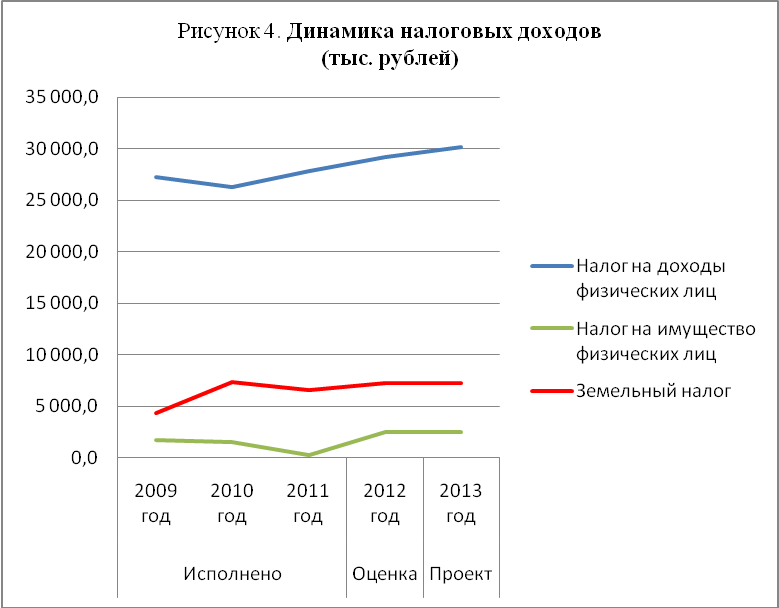 Рисунок 4. Динамика налоговых доходов
(тыс. рублей)
35 000,0
30 000,0
25 000,0
20 000,0
15 000,0
10 000,0
5 000,0
0,0
2009 год
2010 год
2011 год
2012 год
2013 год
Исполнено
Оценка
Проект
Налог на доходы
физических лиц
Налог на имущество
физических лиц
Земельный налог